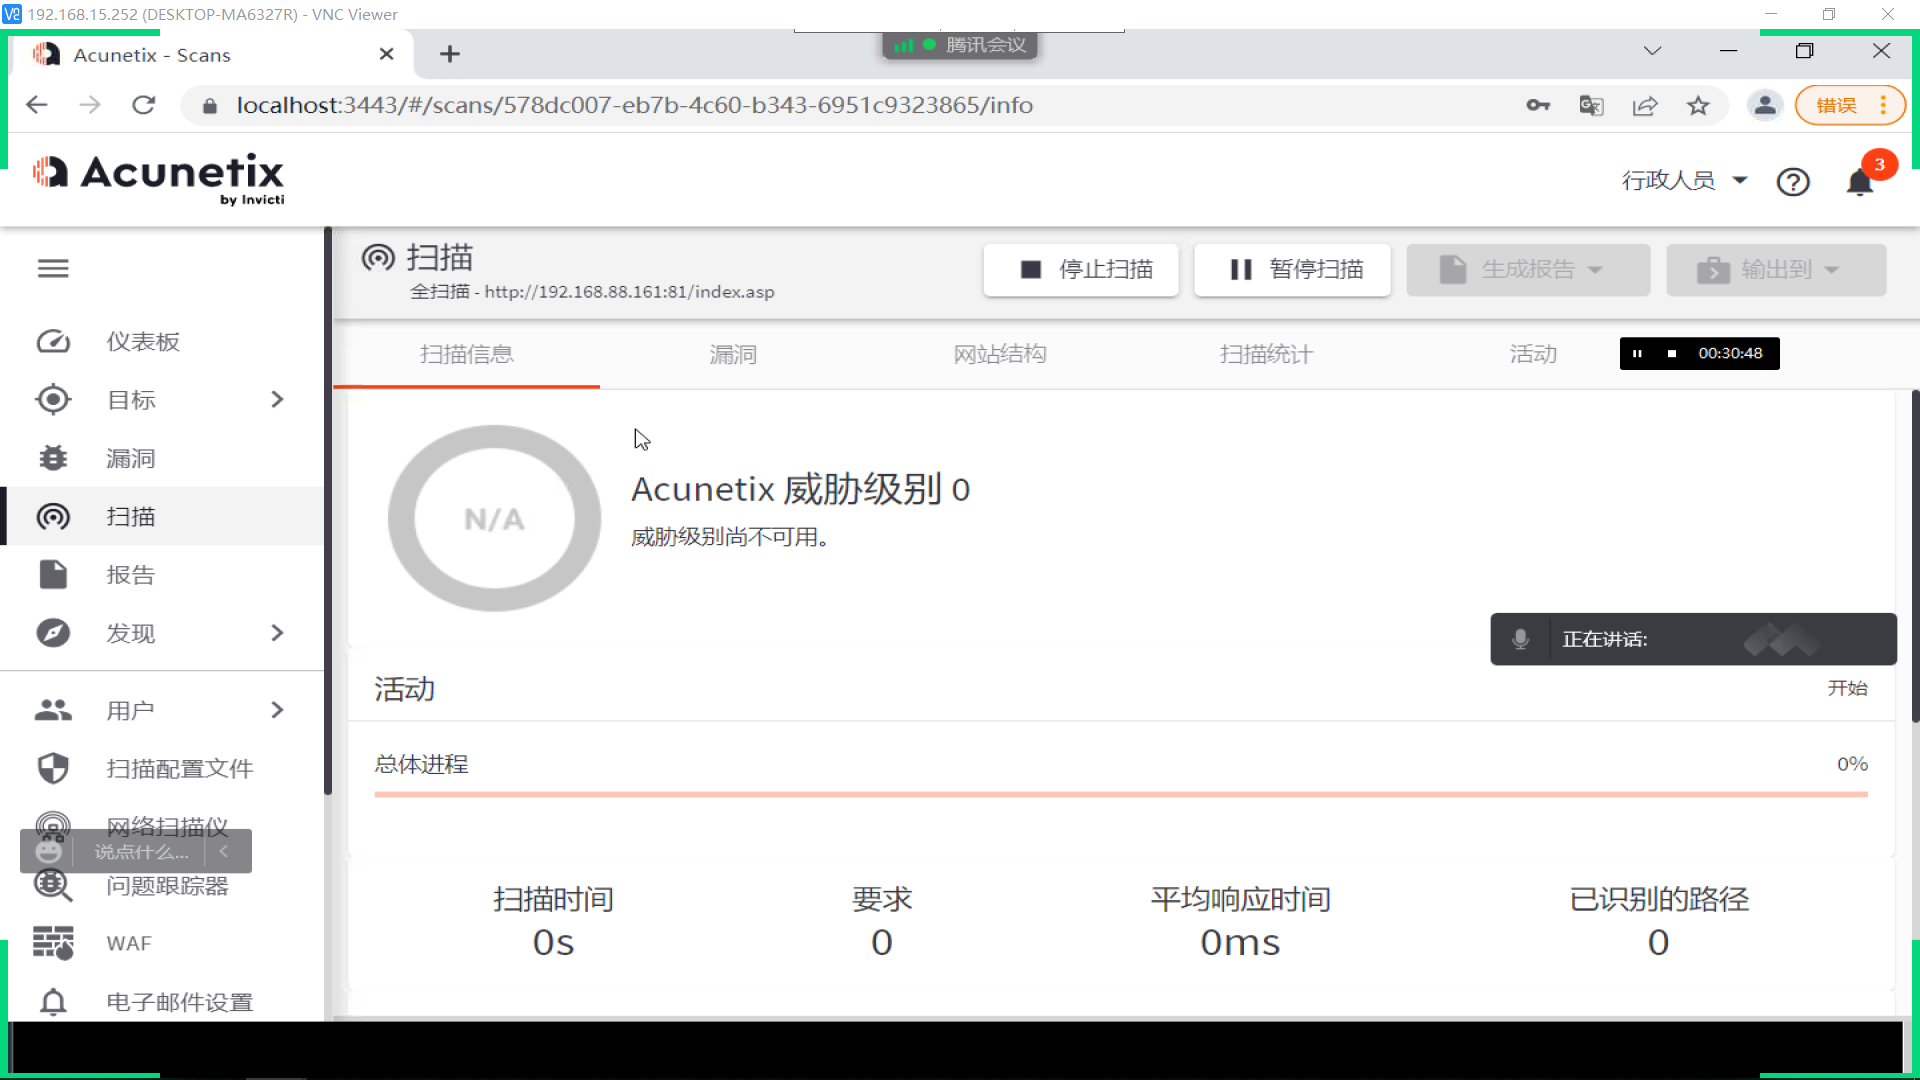 192.168.15.252 (DESKTOP-MA6327R) - VNC Viewer
Acunetix - Scans
腾讯会议
localhost:3443/#/scans/578dc007-eb7b-4c60-b343-6951c9323865/info
错误
Acunetix
by Invicti
行政人员
3
扫描
全扫描 - http://192.168.88.161:81/index.asp
停止扫描
暂停扫描
生成报告
输出到
扫描信息
漏洞
网站结构
扫描统计
活动
00:30:48
仪表板
目标
漏洞
扫描
报告
发现
用户
扫描配置文件
网络扫描仪
说点什么...
问题跟踪器
WAF
电子邮件设置
N/A
Acunetix 威胁级别 0
威胁级别尚不可用。
正在讲话:
活动
开始
总体进程
0%
扫描时间
0s
要求
0
平均响应时间
0ms
已识别的路径
0